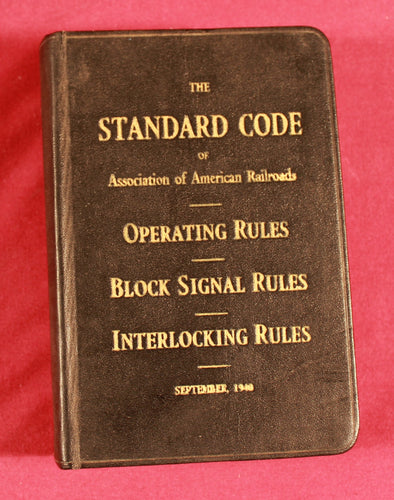 THE
STANDARD CODE
OF
Association of American Railroads
OPERATING RULES
BLOCK SIGNAL RULES
INTERLOCKING RULES
SEPTEMBER, 1940